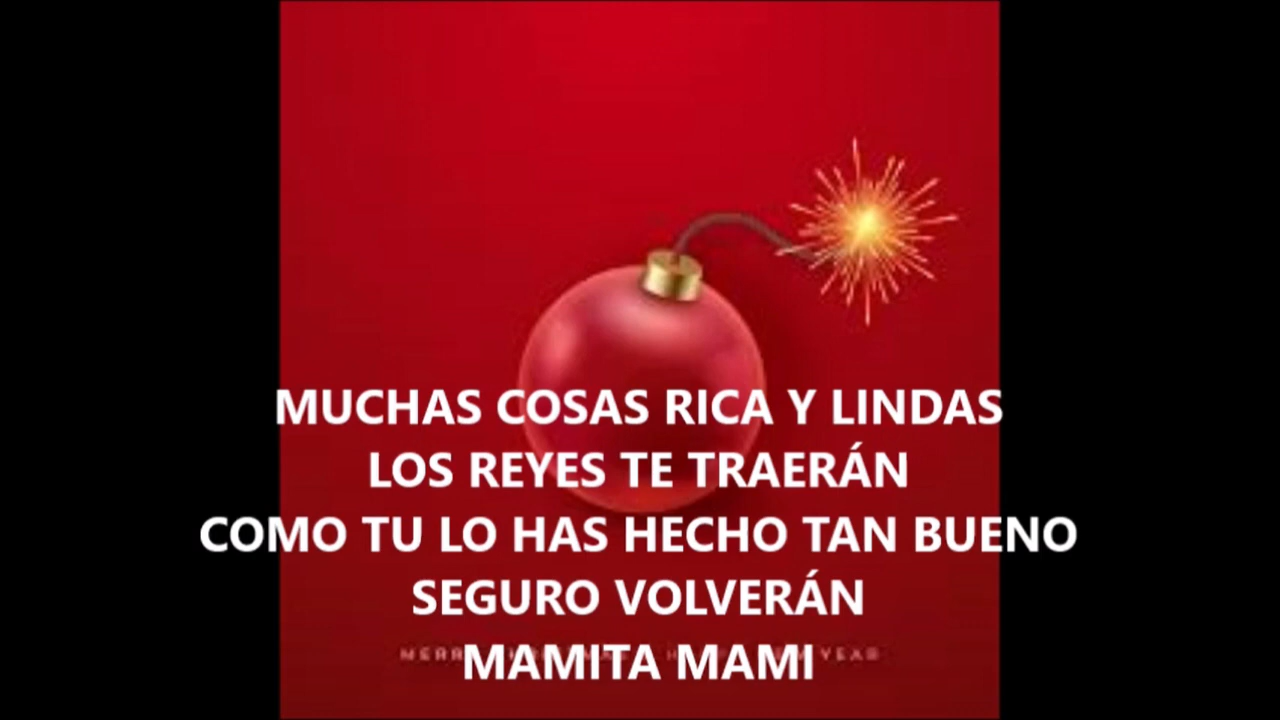 MUCHAS COSAS RICA Y LINDAS
LOS REYES TE TRAERÁN
COMO TU LO HAS HECHO TAN BUENO
SEGURO VOLVERÁN
MAMITA MAMI
YEAR